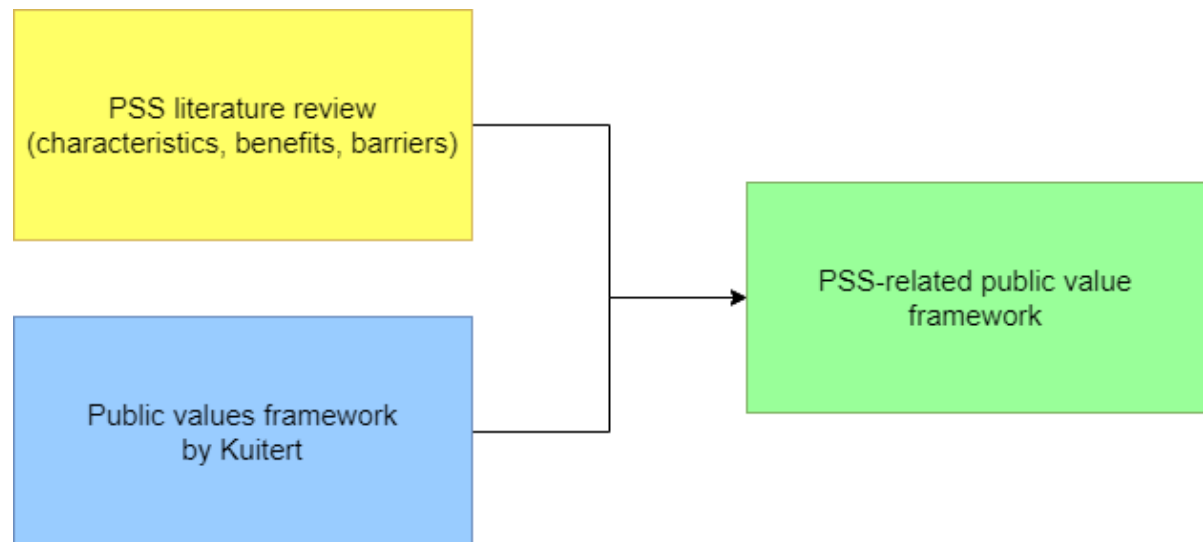 PSS literature review
(characteristics, benefits, barriers)
Public values framework
by Kuitert
PSS-related public value
framework